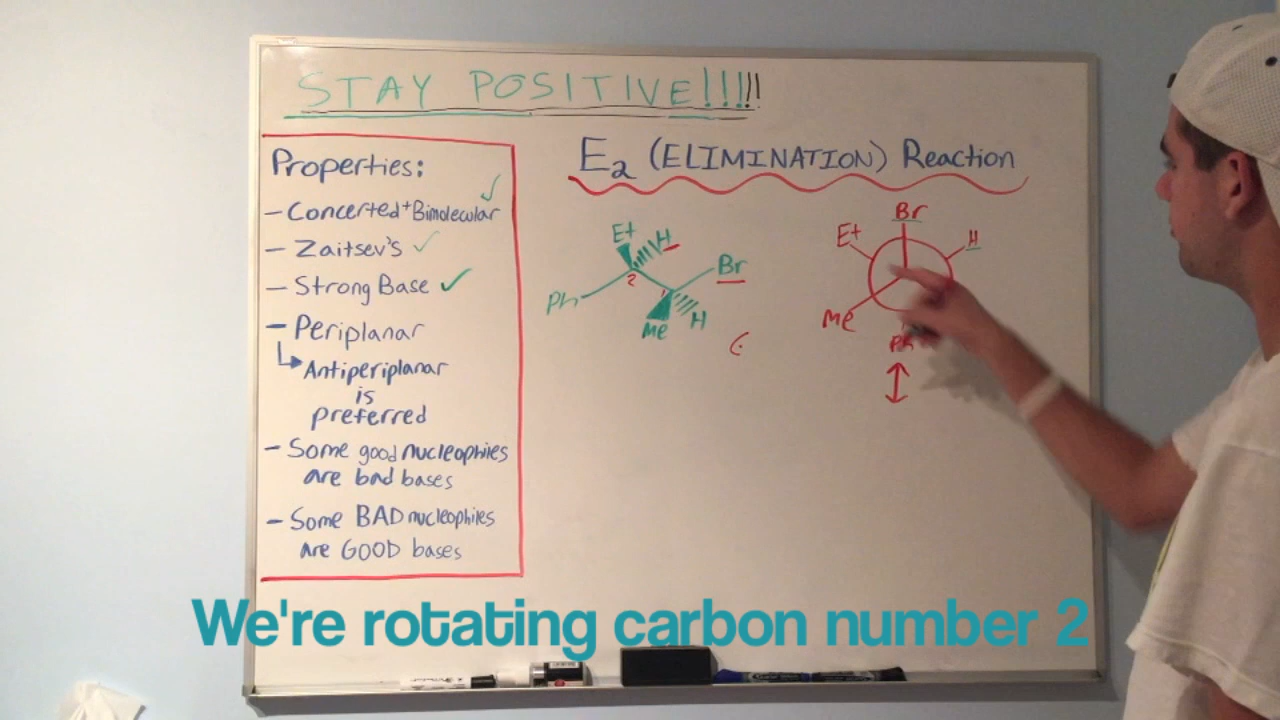 STAY POSITIVE!!!!!!
Properties:
- Concerted + Bimolecular ✓
- Zaitsev's ✓
- Strong Base ✓
- Periplanar
↳ Antiperiplanar
is
preferred
- Some good nucleophiles
are bad bases
- Some BAD nucleophiles
are GOOD bases
E2 (ELIMINATION) Reaction
Et H
Br
2
1
Ph
Me H
Br
Et H
Me
Ph
We're rotating carbon number 2